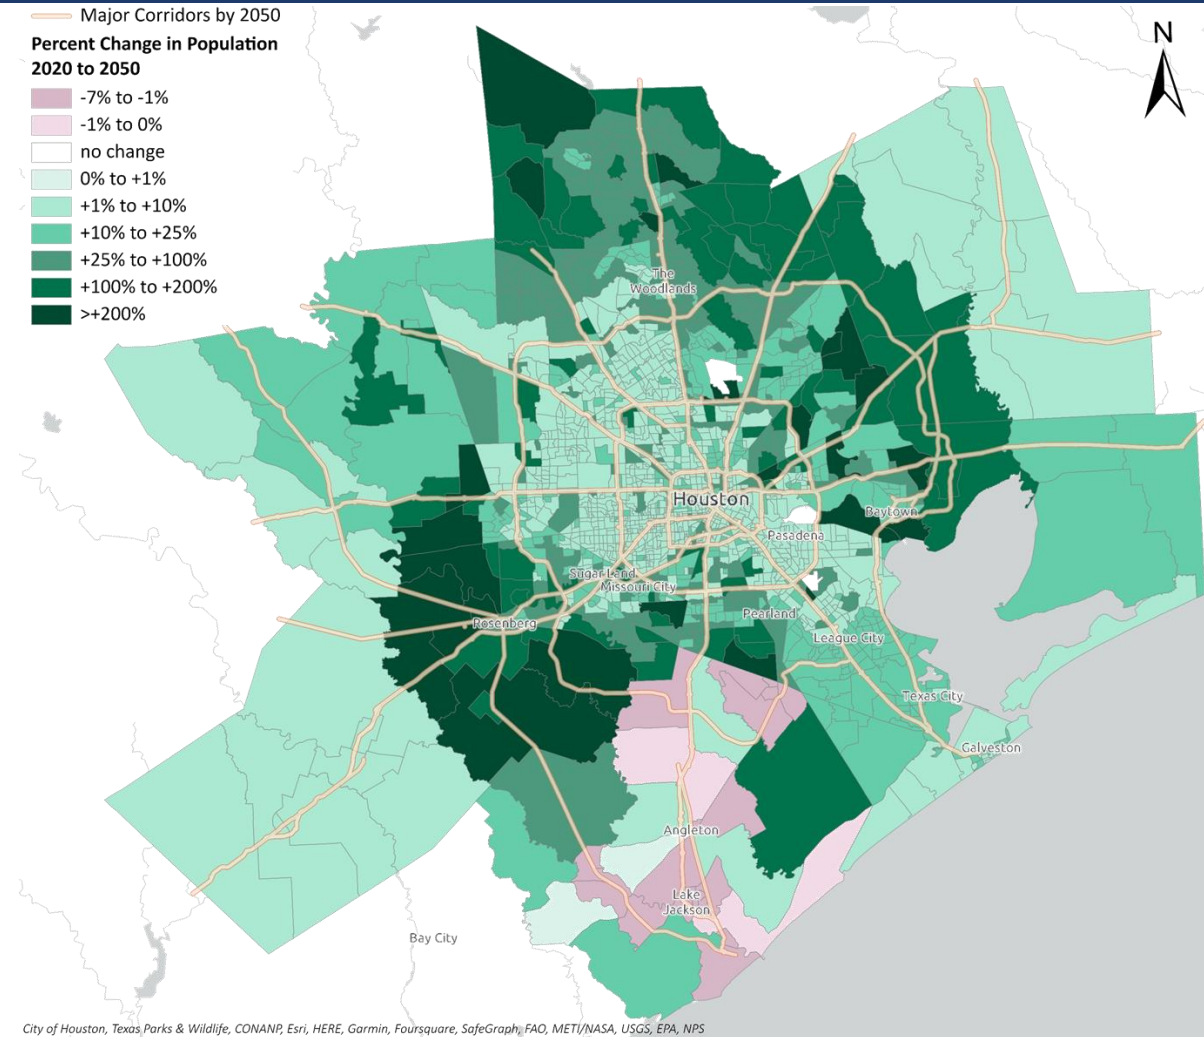 Major Corridors by 2050
Percent Change in Population
2020 to 2050
-7% to -1%
-1% to 0%
no change
0% to +1%
+1% to +10%
+10% to +25%
+25% to +100%
+100% to +200%
>+200%
N
The
Woodlands
Houston
Baytown
Pasadena
Sugar Land
Missouri City
Pearland
Rosenberg
League City
Texas City
Galveston
Angleton
Lake
Jackson
Bay City
City of Houston, Texas Parks & Wildlife, CONANP, Esri, HERE, Garmin, Foursquare, SafeGraph, FAO, METI/NASA, USGS, EPA, NPS